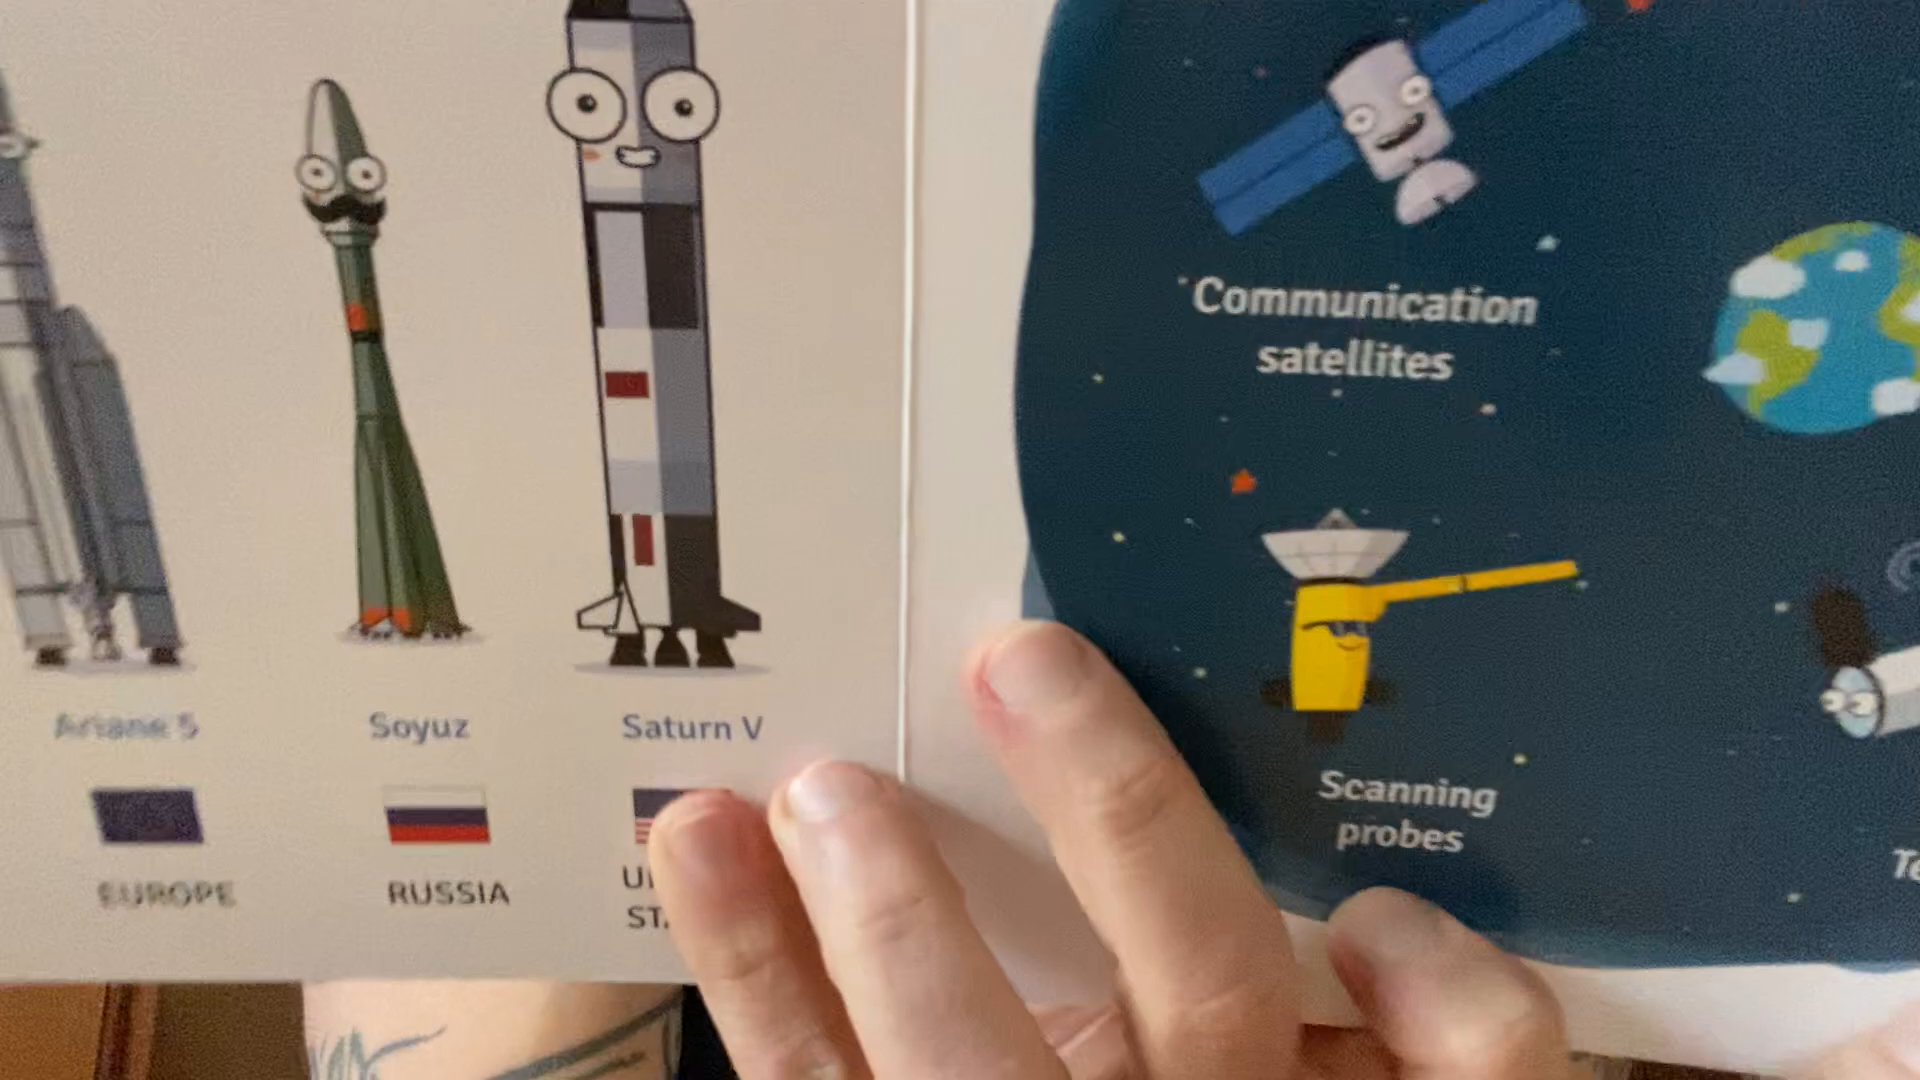 Ariane 5
Soyuz
Saturn V
EUROPE
RUSSIA
Communication
satellites
Scanning
probes